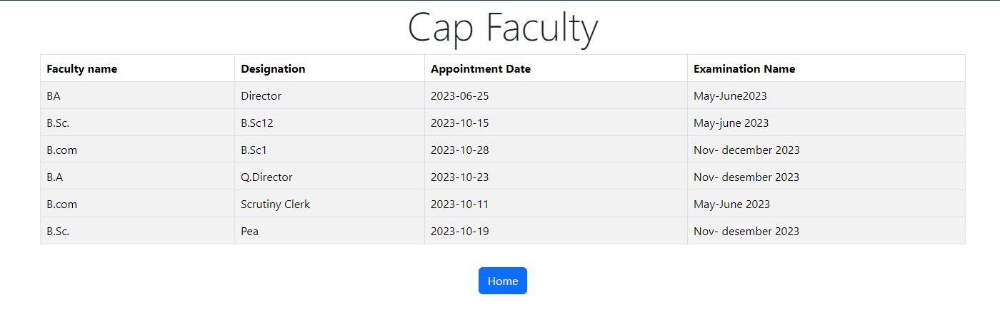 Cap Faculty
Faculty name Designation Appointment Date Examination Name
BA Director 2023-06-25 May-June2023
B.Sc. B.Sc12 2023-10-15 May-june 2023
B.com B.Sc1 2023-10-28 Nov- december 2023
B.A Q.Director 2023-10-23 Nov- desember 2023
B.com Scrutiny Clerk 2023-10-11 May-June 2023
B.Sc. Pea 2023-10-19 Nov- desember 2023
Home